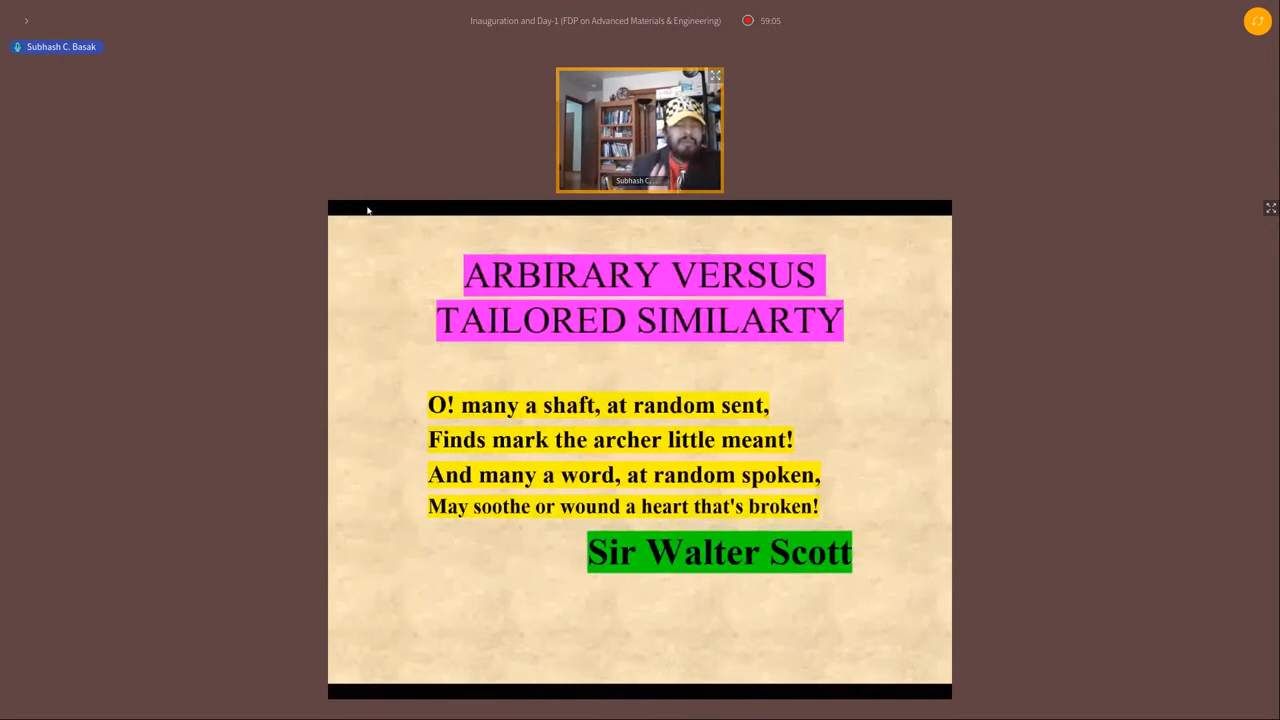 Inauguration and Day-1 (FDP on Advanced Materials & Engineering)
59:05
Subhash C. Basak
Subhash C....
ARBIRARY VERSUS
TAILORED SIMILARTY
O! many a shaft, at random sent,
Finds mark the archer little meant!
And many a word, at random spoken,
May soothe or wound a heart that's broken!
Sir Walter Scott